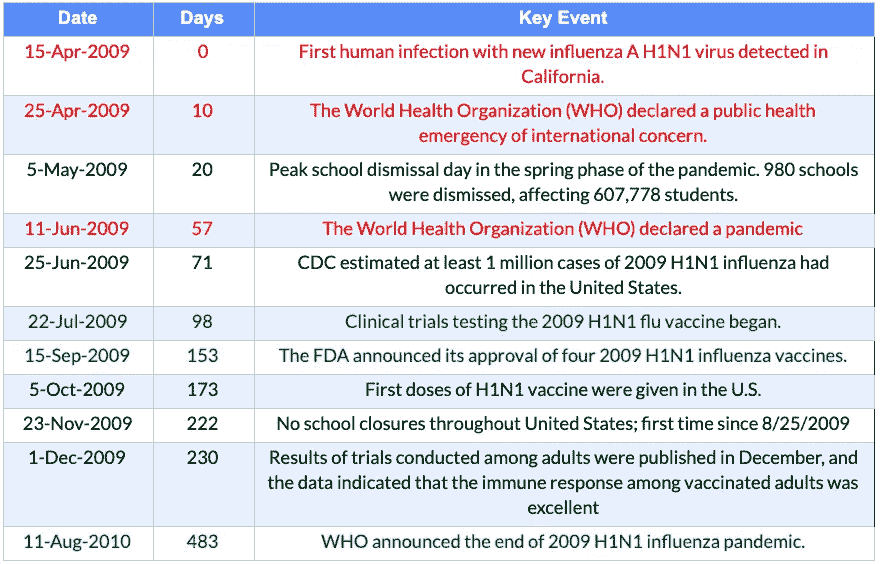 Date Days Key Event
15-Apr-2009 0 First human infection with new influenza A H1N1 virus detected in
California.
25-Apr-2009 10 The World Health Organization (WHO) declared a public health
emergency of international concern.
5-May-2009 20 Peak school dismissal day in the spring phase of the pandemic. 980 schools
were dismissed, affecting 607,778 students.
11-Jun-2009 57 The World Health Organization (WHO) declared a pandemic
25-Jun-2009 71 CDC estimated at least 1 million cases of 2009 H1N1 influenza had
occurred in the United States.
22-Jul-2009 98 Clinical trials testing the 2009 H1N1 flu vaccine began.
15-Sep-2009 153 The FDA announced its approval of four 2009 H1N1 influenza vaccines.
5-Oct-2009 173 First doses of H1N1 vaccine were given in the U.S.
23-Nov-2009 222 No school closures throughout United States; first time since 8/25/2009
1-Dec-2009 230 Results of trials conducted among adults were published in December, and
the data indicated that the immune response among vaccinated adults was
excellent
11-Aug-2010 483 WHO announced the end of 2009 H1N1 influenza pandemic.